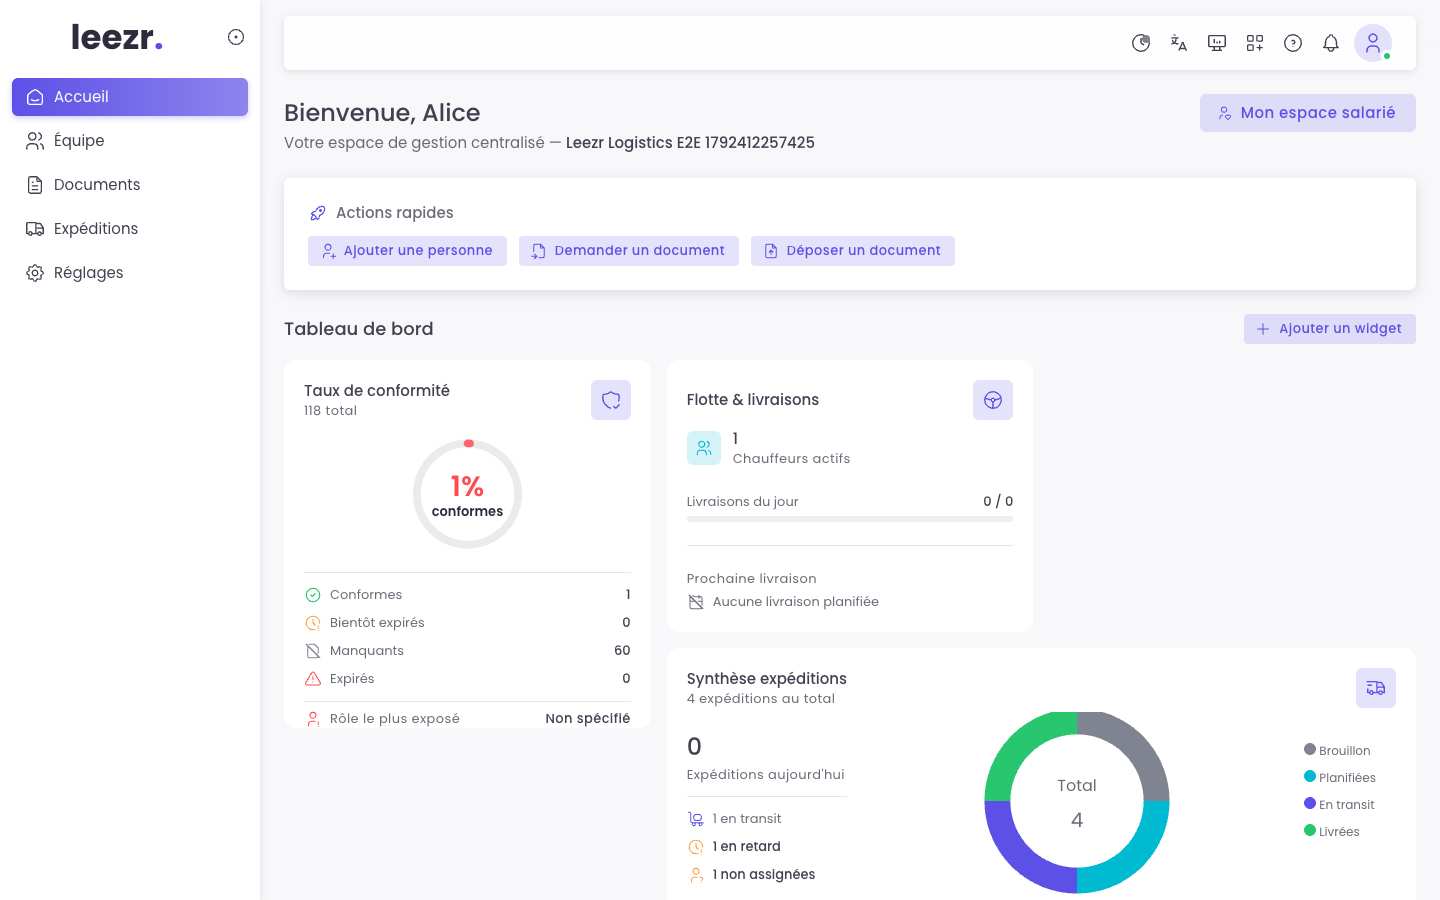 leezr.
Accueil
Équipe
Documents
Expéditions
Réglages
Bienvenue, Alice
Votre espace de gestion centralisé — Leezr Logistics E2E 1792412257425
Mon espace salarié
Actions rapides
Ajouter une personne
Demander un document
Déposer un document
Tableau de bord
Ajouter un widget
Taux de conformité
118 total
1%
conformes
Conformes 1
Bientôt expirés 0
Manquants 60
Expirés 0
Rôle le plus exposé Non spécifié
Flotte & livraisons
1
Chauffeurs actifs
Livraisons du jour 0 / 0
Prochaine livraison
Aucune livraison planifiée
Synthèse expéditions
4 expéditions au total
0
Expéditions aujourd'hui
1 en transit
1 en retard
1 non assignées
Total
4
Brouillon
Planifiées
En transit
Livrées